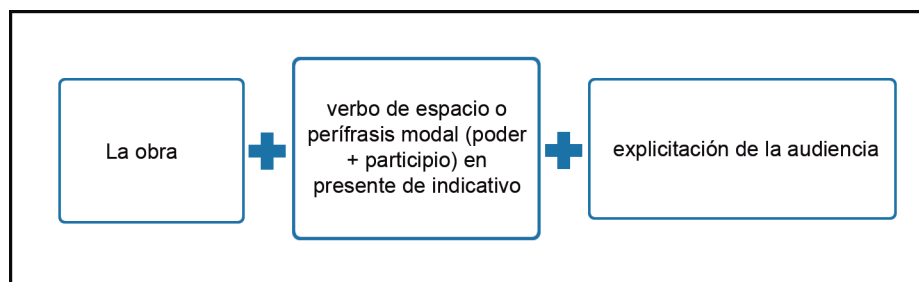 La obra
verbo de espacio o
perífrasis modal (poder
+ participio) en
presente de indicativo
explicitación de la audiencia